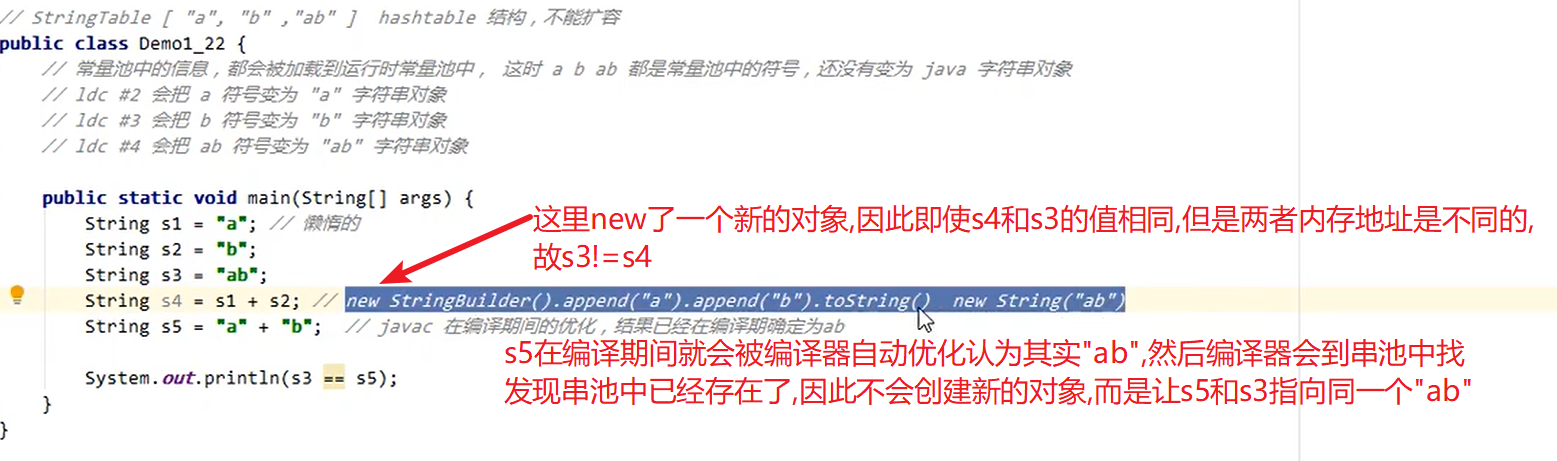 // StringTable [ "a", "b" ,"ab" ]  hashtable 结构，不能扩容
public class Demo1_22 {
// 常量池中的信息，都会被加载到运行时常量池中， 这时 a b ab 都是常量池中的符号，还没有变为 java 字符串对象
// ldc #2 会把 a 符号变为 "a" 字符串对象
// ldc #3 会把 b 符号变为 "b" 字符串对象
// ldc #4 会把 ab 符号变为 "ab" 字符串对象
public static void main(String[] args) {
String s1 = "a"; // 懒惰的
这里new了一个新的对象,因此即使s4和s3的值相同,但是两者内存地址是不同的,
故s3!=s4
String s2 = "b";
String s3 = "ab";
String s4 = s1 + s2; // new StringBuilder().append("a").append("b").toString()  new String("ab")
String s5 = "a" + "b";  // javac 在编译期间的优化，结果已经在编译期确定为ab
s5在编译期间就会被编译器自动优化认为其实"ab",然后编译器会到串池中找
发现串池中已经存在了,因此不会创建新的对象,而是让s5和s3指向同一个"ab"
System.out.println(s3 == s5);
}
}